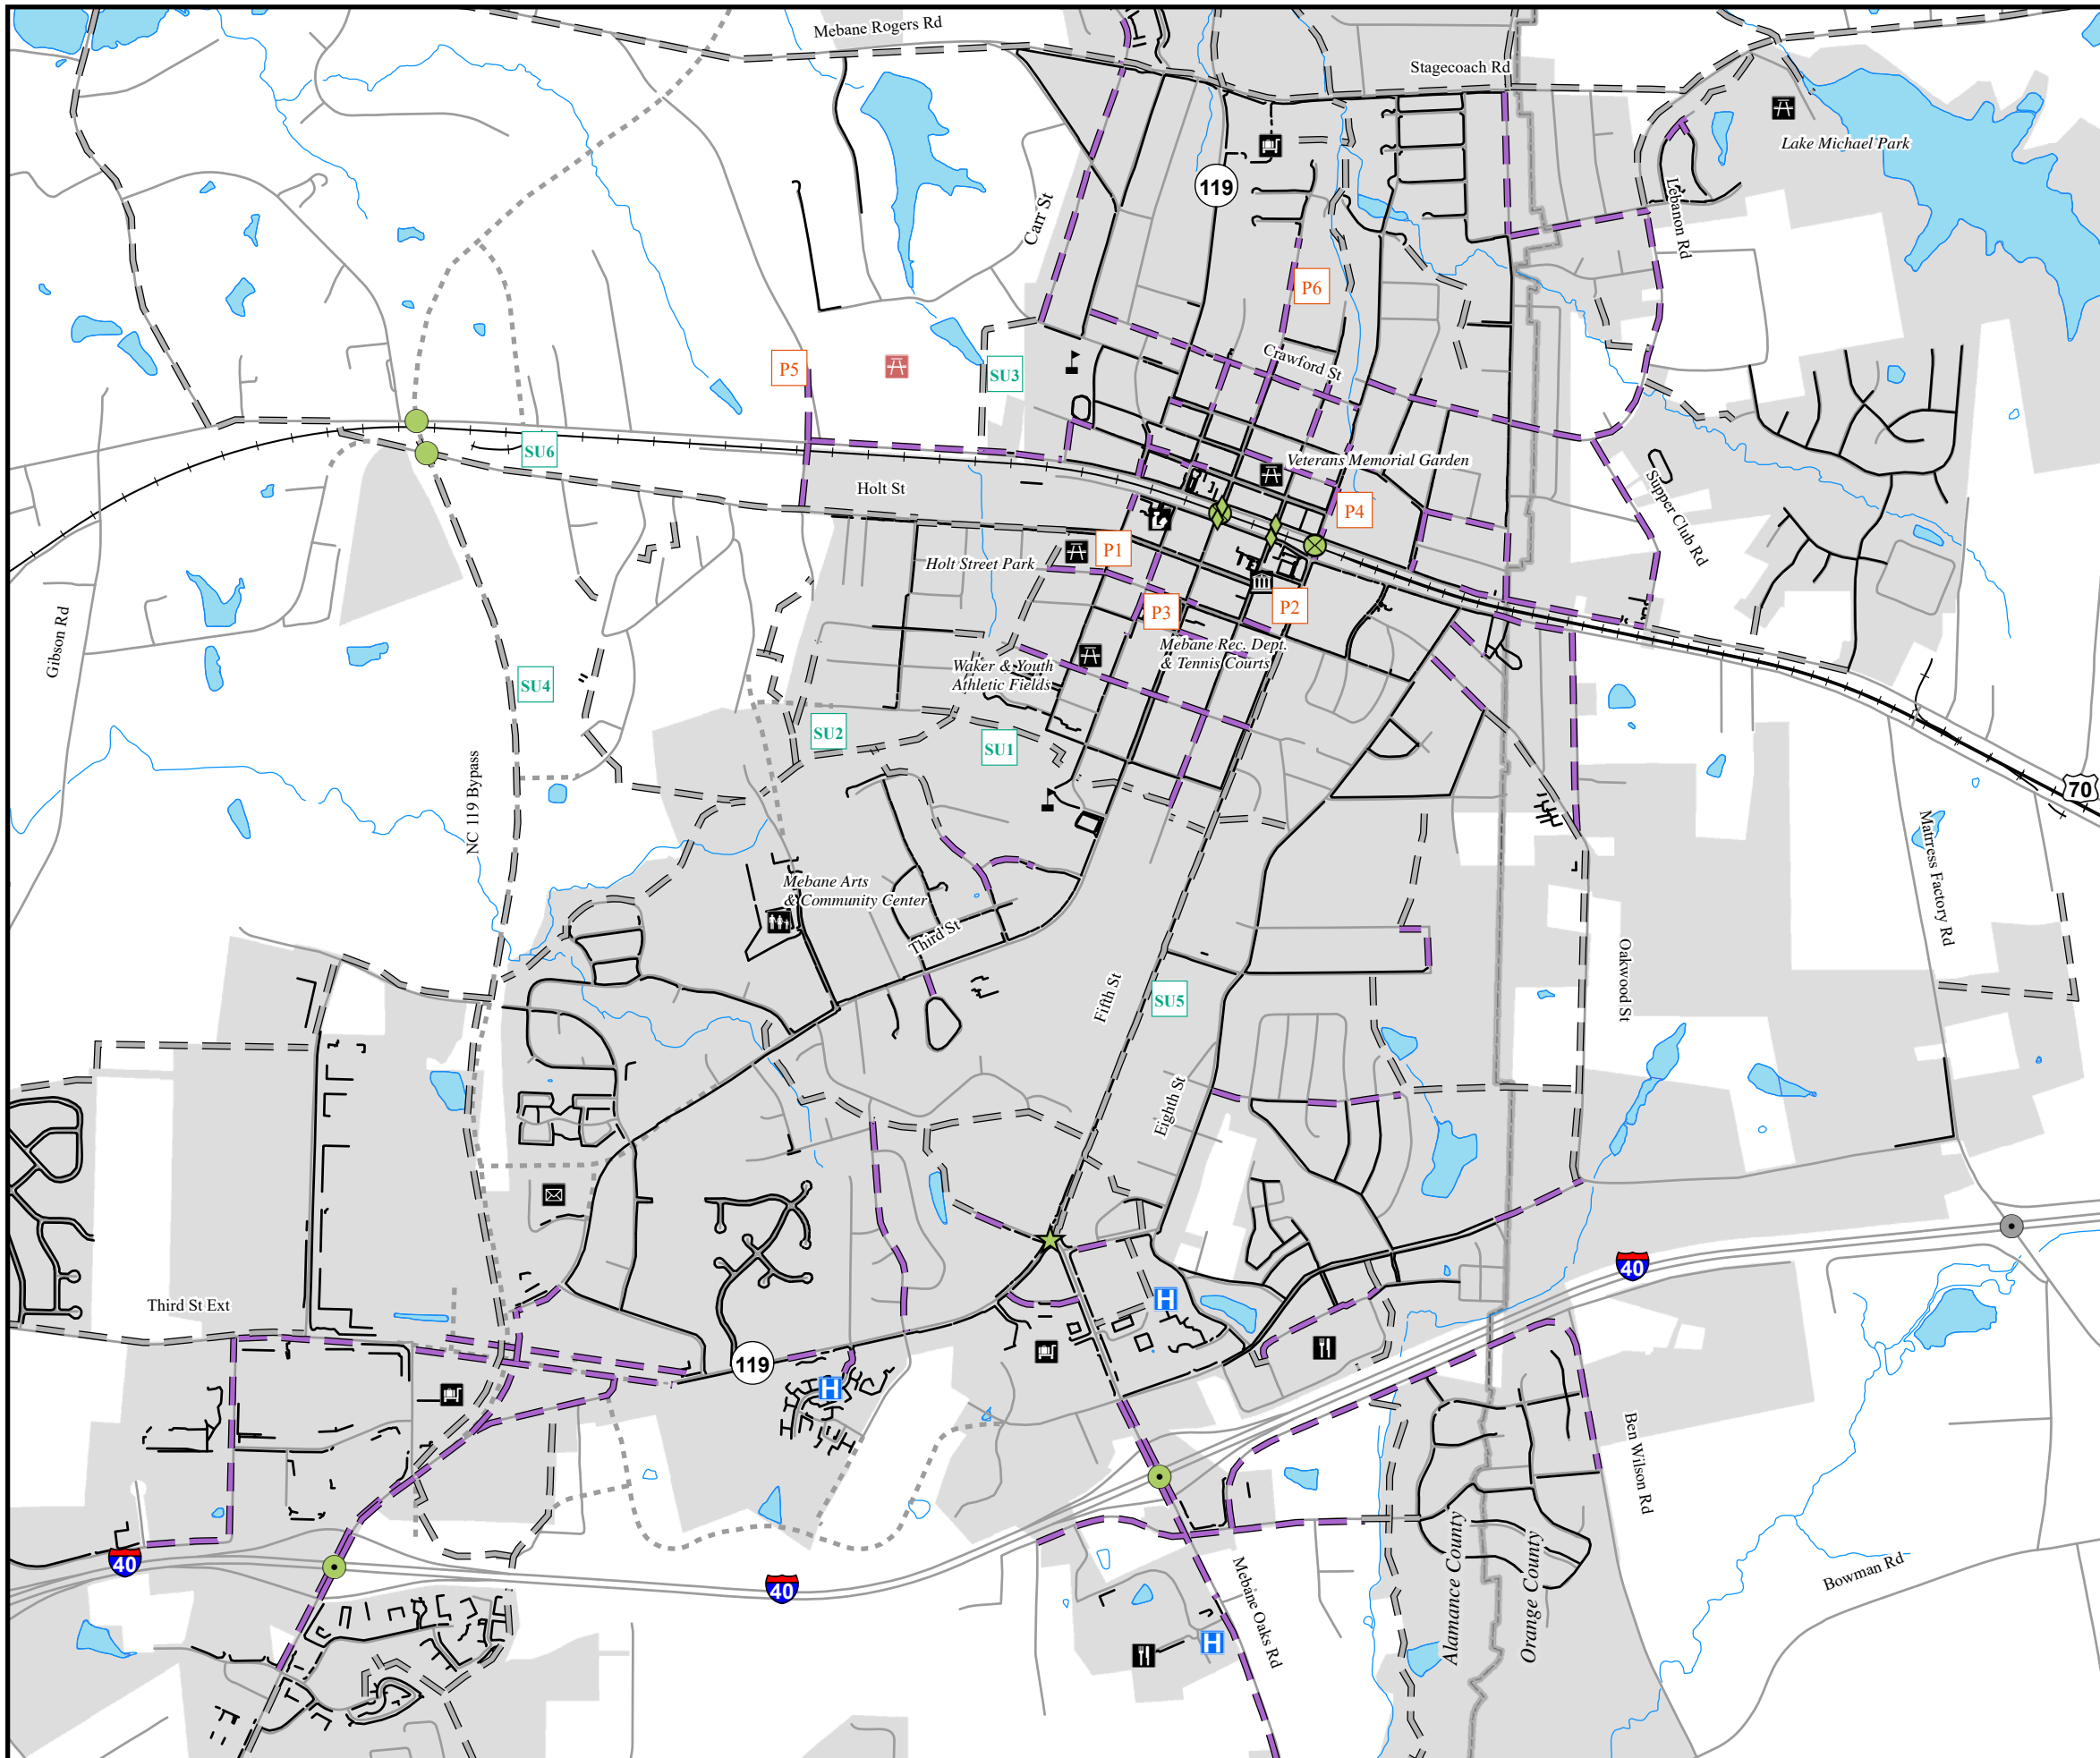 Mebane Rogers Rd
Stagecoach Rd
Lake Michael Park
119
Carr St
Lebanon Rd
P6
P5
SU3
Crawford St
SU6
Veterans Memorial Garden
Holt St
P4
Supper Club Rd
P1
Holt Street Park
P3
P2
Gibson Rd
Mebane Rec. Dept.
& Tennis Courts
Waker & Youth
Athletic Fields
SU4
SU2
SU1
70
NC 119 Bypass
Matress Factory Rd
Mebane Arts
& Community Center
Third St
Oakwood St
Fifth St
SU5
Eighth St
40
H
Third St Ext
119
H
Ben Wilson Rd
40
40
Alamance County
Orange County
Bowman Rd
Mebane Oaks Rd
H